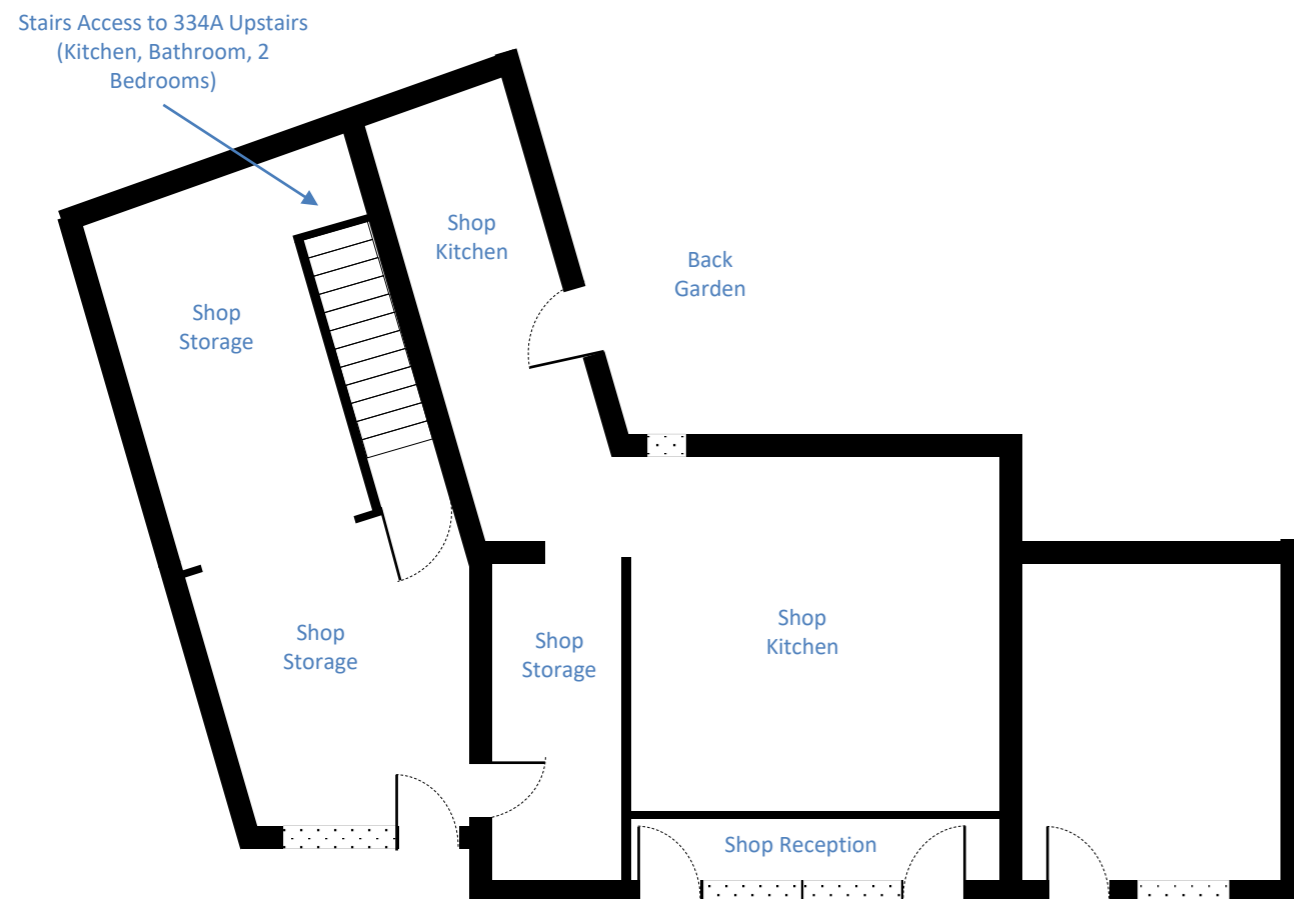 Stairs Access to 334A Upstairs
(Kitchen, Bathroom, 2
Bedrooms)
Shop
Kitchen
Back
Garden
Shop
Storage
Shop
Storage
Shop
Storage
Shop
Kitchen
Shop Reception